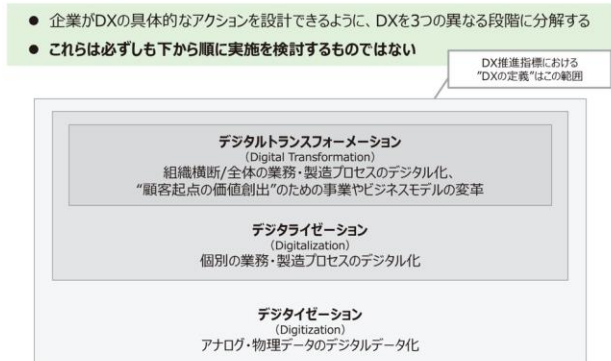 ● 企業がDXの具体的なアクションを設計できるように、DXを3つの異なる段階に分解する
● これらは必ずしも下から順に実施を検討するものではない
DX推進指標における
"DXの定義"はこの範囲
デジタルトランスフォーメーション
(Digital Transformation)
組織横断/全体の業務・製造プロセスのデジタル化、
“顧客起点の価値創出”のための事業やビジネスモデルの変革
デジタライゼーション
(Digitalization)
個別の業務・製造プロセスのデジタル化
デジタイゼーション
(Digitization)
アナログ・物理データのデジタルデータ化